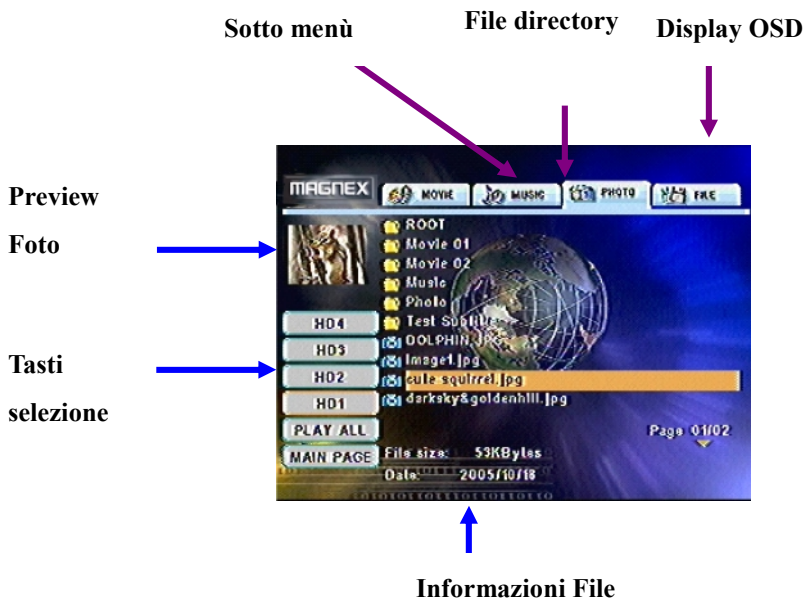 Sotto menù
File directory
Display OSD
MAGNEX
MOVIE
MUSIC
PHOTO
FILE
Preview
Foto
ROOT
Movie 01
Movie 02
Music
Photo
Test Subtitle
DOLPHIN.JPG
Image1.jpg
cute squirrel.jpg
darksky&goldenhill.jpg
Tasti
selezione
HD4
HD3
HD2
HD1
PLAY ALL
MAIN PAGE
Page 01/02
File size: 53KBytes
Date: 2005/10/18
Informazioni File